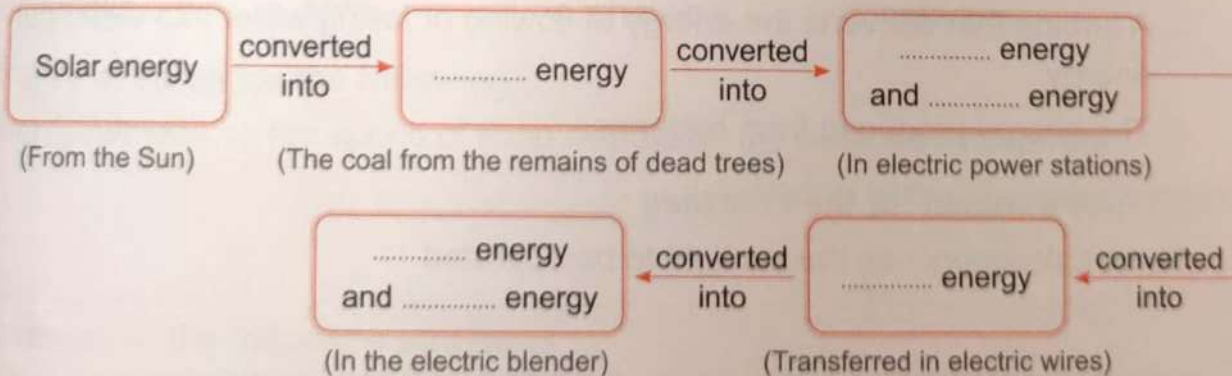 Solar energy
converted
into
.............. energy
converted
into
.............. energy
and .............. energy
(From the Sun)
(The coal from the remains of dead trees)
(In electric power stations)
.............. energy
and .............. energy
converted
into
.............. energy
converted
into
(In the electric blender)
(Transferred in electric wires)